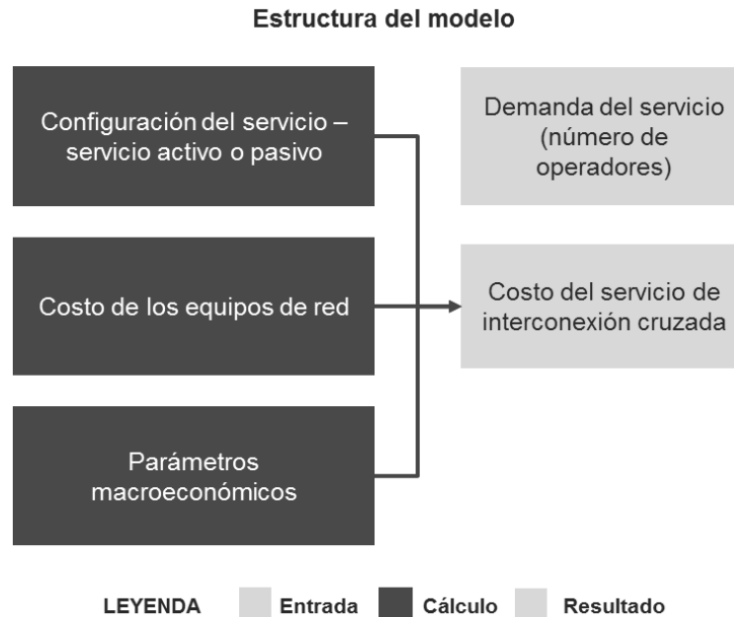 Estructura del modelo
Configuración del servicio –
servicio activo o pasivo
Demanda del servicio
(número de
operadores)
Costo de los equipos de red
Costo del servicio de
interconexión cruzada
Parámetros
macroeconómicos
LEYENDA Entrada Cálculo Resultado